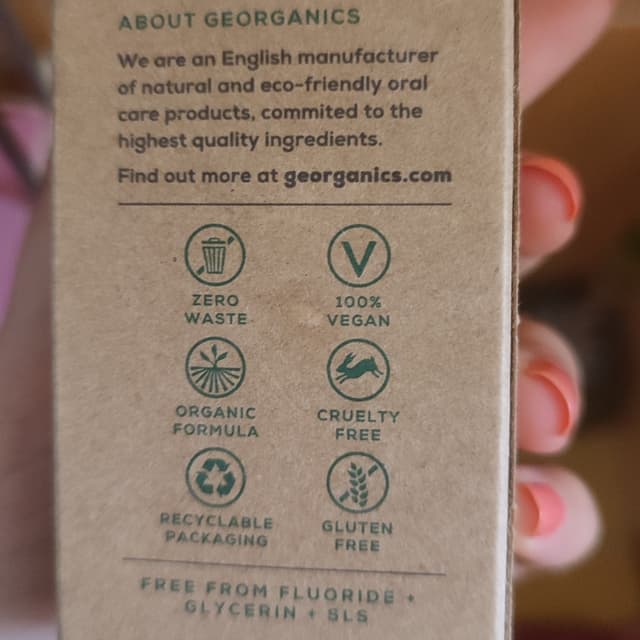 ABOUT GEORGANICS
We are an English manufacturer
of natural and eco-friendly oral
care products, commited to the
highest quality ingredients.
Find out more at georganics.com
ZERO
WASTE
V
100%
VEGAN
ORGANIC
FORMULA
CRUELTY
FREE
RECYCLABLE
PACKAGING
GLUTEN
FREE
FREE FROM FLUORIDE +
GLYCERIN + SLS